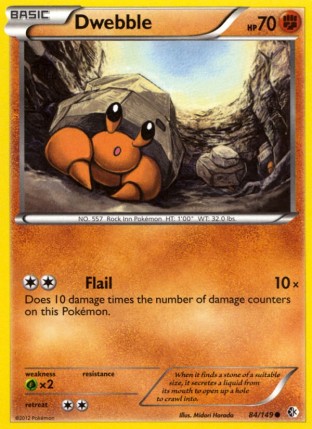 BASIC
Dwebble
HP 70
NO. 557 Rock Inn Pokémon HT: 1'00" WT: 32.0 lbs.
Flail 10×
Does 10 damage times the number of damage counters
on this Pokémon.
weakness resistance
×2
retreat
When it finds a stone of a suitable
size, it secretes a liquid from
its mouth to open up a hole
to crawl into.
©2012 Pokémon
Illus. Midori Harada 84/149